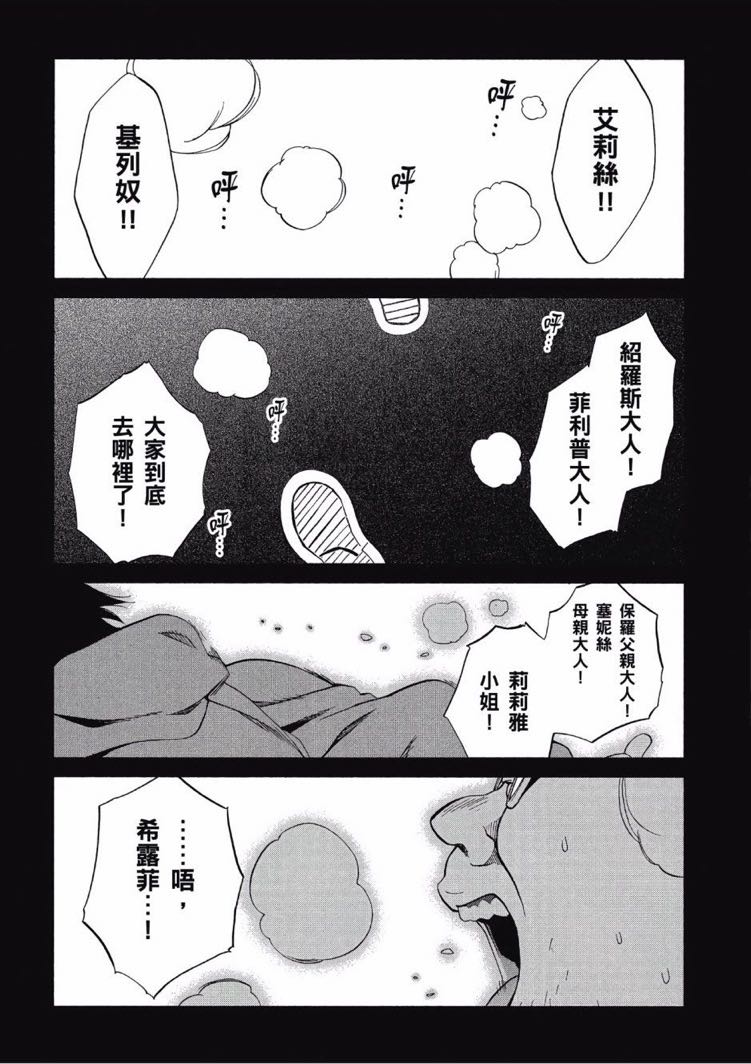 艾莉絲!!
呼…
呼…
呼…
基列奴!!
紹羅斯大人！
菲利普大人！
呼…
呼…
呼…
大家到底
去哪裡了！
保羅父親大人！
塞妮絲
母親大人！
莉莉雅
小姐！
……唔，
希露菲…！